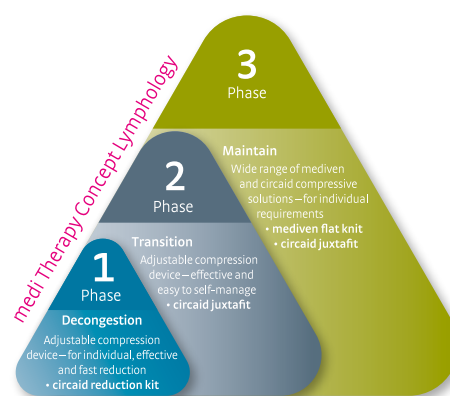 medi Therapy Concept Lymphology
3
Phase
Maintain
Wide range of mediven
and circaid compressive
solutions – for individual
requirements
• mediven flat knit
• circaid juxtafit
2
Phase
Transition
Adjustable compression
device – effective and
easy to self-manage
• circaid juxtafit
1
Phase
Decongestion
Adjustable compression
device – for individual, effective
and fast reduction
• circaid reduction kit